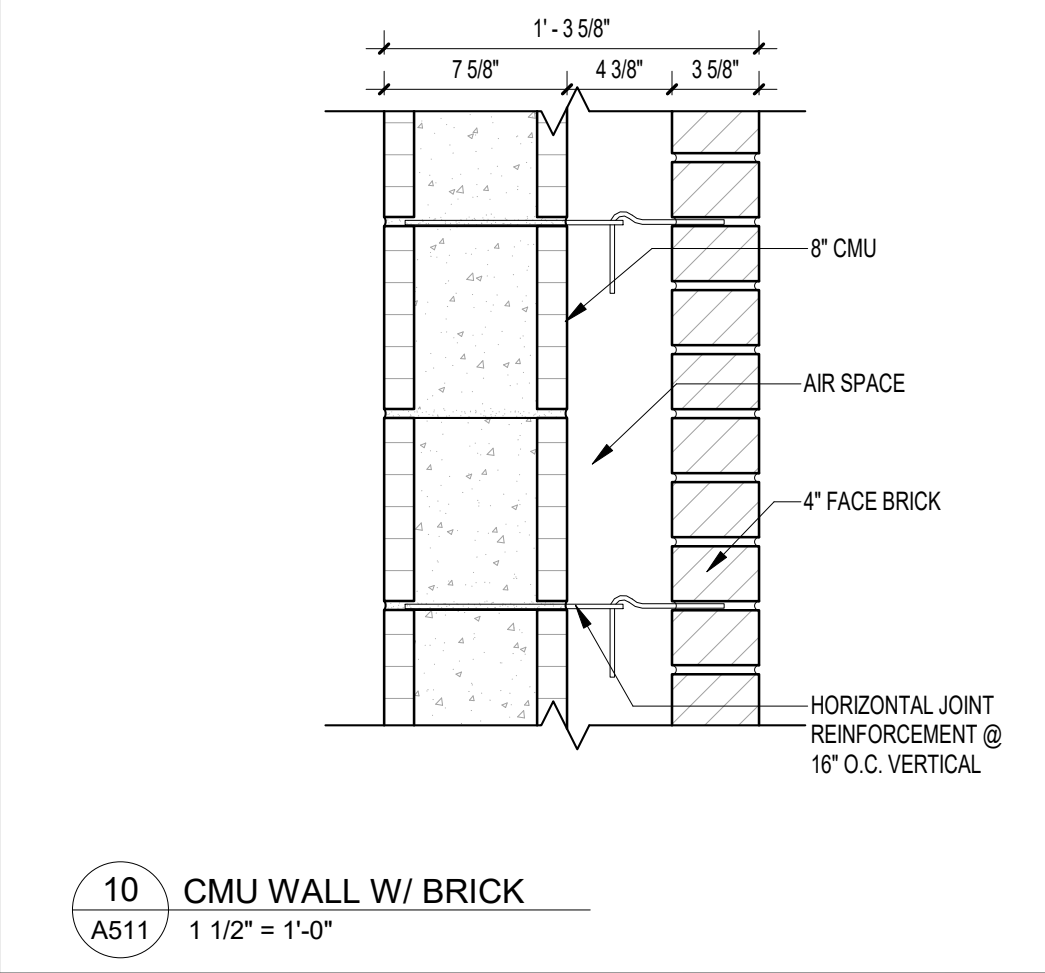 1' - 3 5/8"
7 5/8" 4 3/8" 3 5/8"
8" CMU
AIR SPACE
4" FACE BRICK
HORIZONTAL JOINT
REINFORCEMENT @
16" O.C. VERTICAL
10 CMU WALL W/ BRICK
A511 1 1/2" = 1'-0"